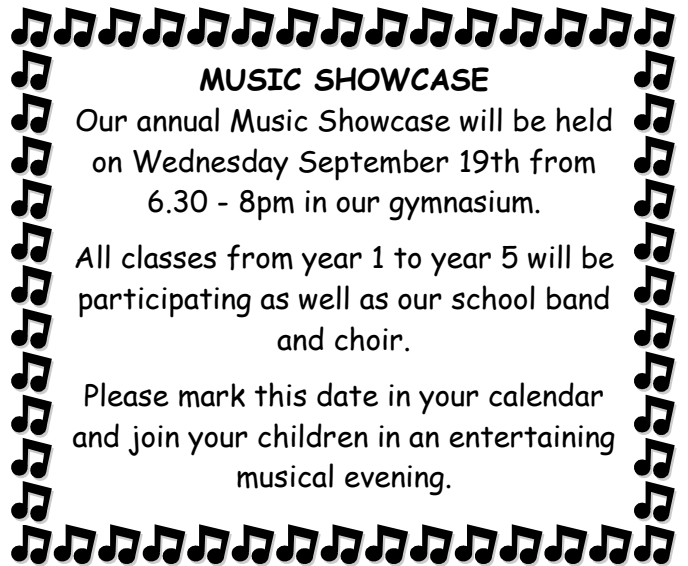 MUSIC SHOWCASE
Our annual Music Showcase will be held
on Wednesday September 19th from
6.30 - 8pm in our gymnasium.
All classes from year 1 to year 5 will be
participating as well as our school band
and choir.
Please mark this date in your calendar
and join your children in an entertaining
musical evening.